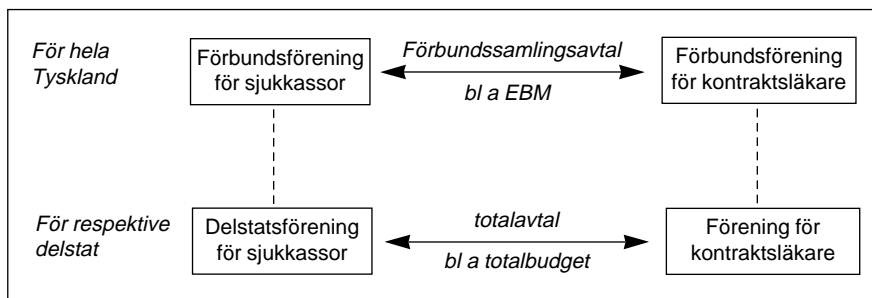 För hela
Tyskland
Förbundsförening
för sjukkassor
Förbundssamlingsavtal
bl a EBM
Förbundsförening
för kontraktsläkare
För respektive
delstat
Delstatsförening
för sjukkassor
totalavtal
bl a totalbudget
Förening för
kontraktsläkare